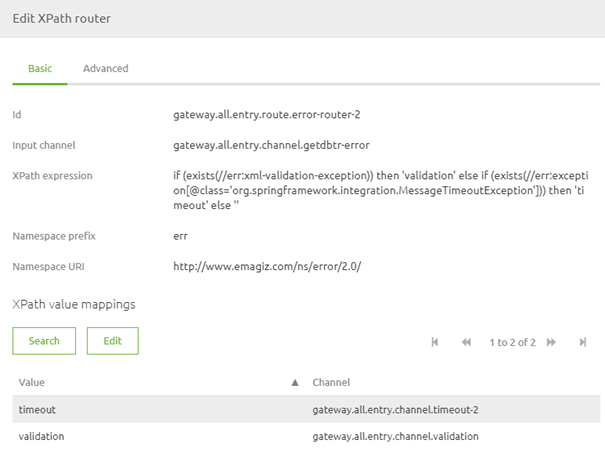 Edit XPath router
Basic Advanced
Id gateway.all.entry.route.error-router-2
Input channel gateway.all.entry.channel.getdbtr-error
XPath expression if (exists(//err:xml-validation-exception)) then 'validation' else if (exists(//err:excepti
on[@class='org.springframework.integration.MessageTimeoutException'])) then 'ti
meout' else ''
Namespace prefix err
Namespace URI http://www.emagiz.com/ns/error/2.0/
XPath value mappings
Search Edit 1 to 2 of 2
Value Channel
timeout gateway.all.entry.channel.timeout-2
validation gateway.all.entry.channel.validation